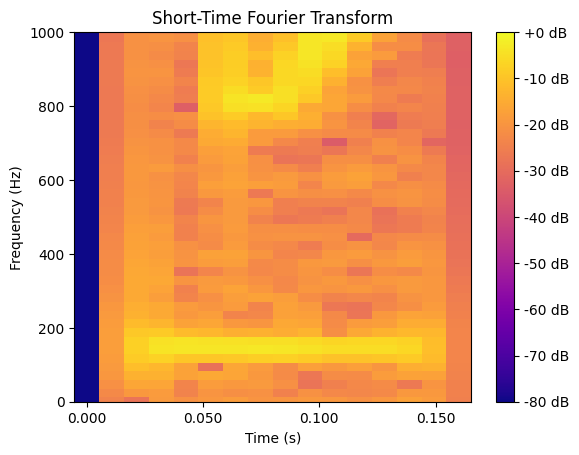 Short-Time Fourier Transform
Frequency (Hz)
1000
800
600
400
200
0
0.000
0.050
0.100
0.150
Time (s)
+0 dB
-10 dB
-20 dB
-30 dB
-40 dB
-50 dB
-60 dB
-70 dB
-80 dB